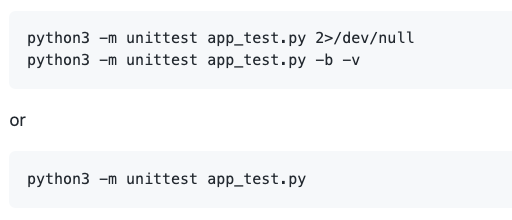 python3 -m unittest app_test.py 2>/dev/null
python3 -m unittest app_test.py -b -v
or
python3 -m unittest app_test.py